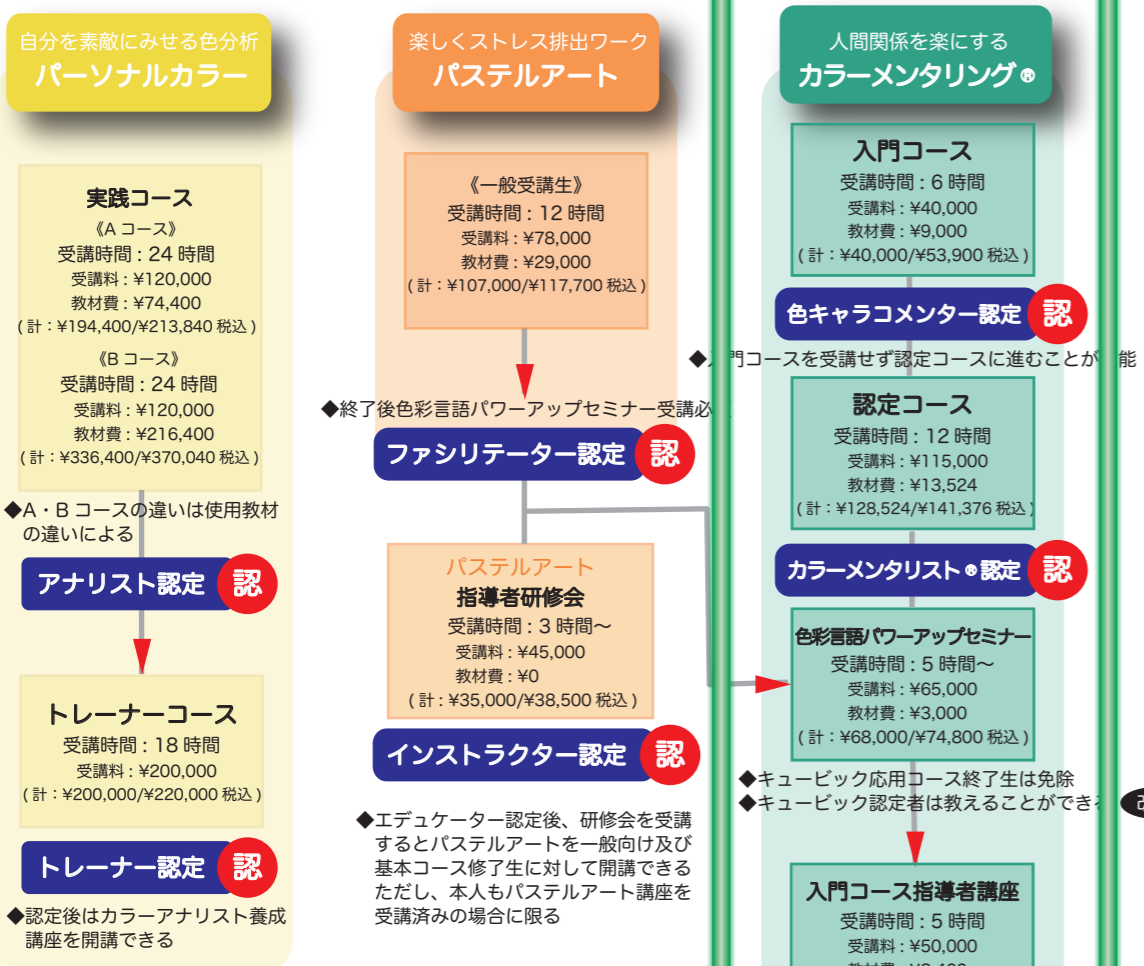 自分を素敵にみせる色分析
パーソナルカラー
実践コース
《A コース》
受講時間 : 24 時間
受講料 : ¥120,000
教材費 : ¥74,400
( 計 : ¥194,400/¥213,840 税込 )
《B コース》
受講時間 : 24 時間
受講料 : ¥120,000
教材費 : ¥216,400
( 計 : ¥336,400/¥370,040 税込 )
◆A・B コースの違いは使用教材
の違いによる
アナリスト認定 認
トレーナーコース
受講時間 : 18 時間
受講料 : ¥200,000
( 計 : ¥200,000/¥220,000 税込 )
トレーナー認定 認
◆認定後はカラーアナリスト養成
講座を開講できる
楽しくストレス排出ワーク
パステルアート
《一般受講生》
受講時間 : 12 時間
受講料 : ¥78,000
教材費 : ¥29,000
( 計 : ¥107,000/¥117,700 税込 )
◆終了後色彩言語パワーアップセミナー受講必
ファシリテーター認定 認
パステルアート
指導者研修会
受講時間 : 3 時間〜
受講料 : ¥45,000
教材費 : ¥0
( 計 : ¥35,000/¥38,500 税込 )
インストラクター認定 認
◆エデュケーター認定後、研修会を受講
するとパステルアートを一般向け及び
基本コース修了生に対して開講できる
ただし、本人もパステルアート講座を
受講済みの場合に限る
人間関係を楽にする
カラーメンタリング®
入門コース
受講時間 : 6 時間
受講料 : ¥40,000
教材費 : ¥9,000
( 計 : ¥40,000/¥53,900 税込 )
色キャラコメンター認定 認
◆ 門コースを受講せず認定コースに進むことが 能
認定コース
受講時間 : 12 時間
受講料 : ¥115,000
教材費 : ¥13,524
( 計 : ¥128,524/¥141,376 税込 )
カラーメンタリスト®認定 認
色彩言語パワーアップセミナー
受講時間 : 5 時間〜
受講料 : ¥65,000
教材費 : ¥3,000
( 計 : ¥68,000/¥74,800 税込 )
◆キュービック応用コース終了生は免除
◆キュービック認定者は教えることができ
入門コース指導者講座
受講時間 : 5 時間
受講料 : ¥50,000